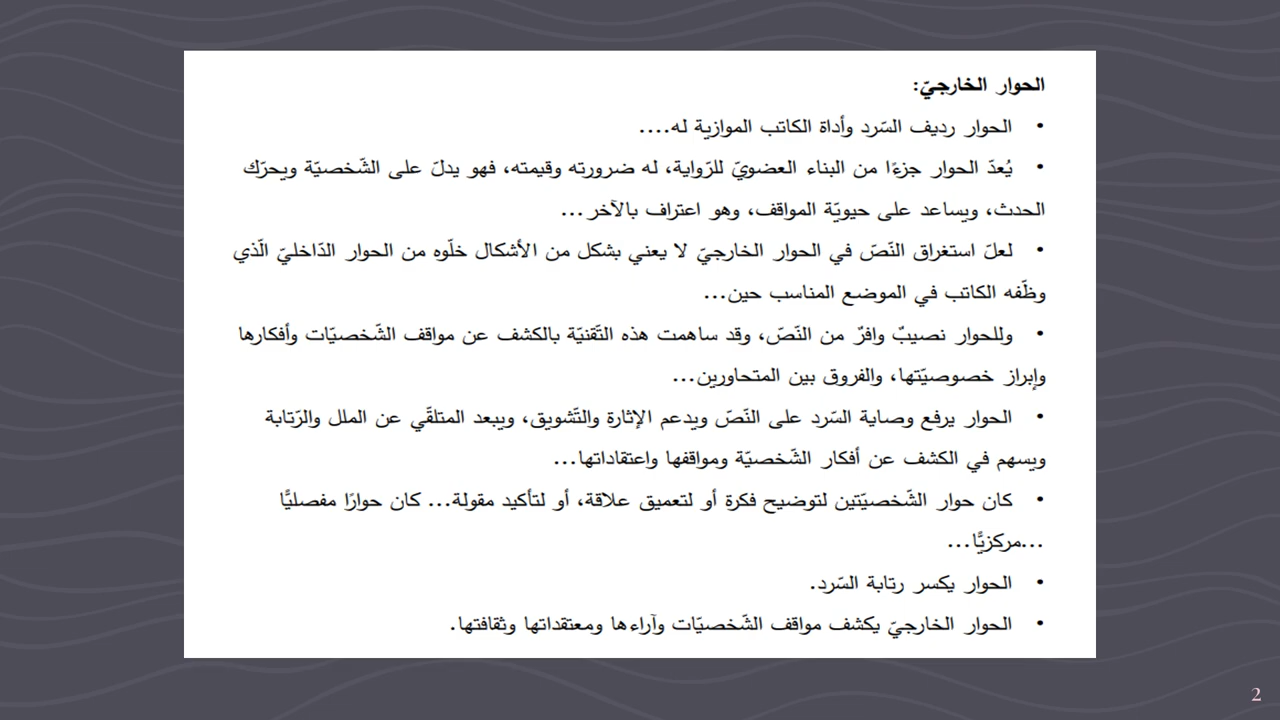 الحوار الخارجيّ:
• الحوار رديف السّرد وأداة الكاتب الموازية له....
• يُعدّ الحوار جزءًا من البناء العضويّ للرّواية، له ضرورته وقيمته، فهو يدلّ على الشّخصيّة ويحرّك
الحدث، ويساعد على حيويّة المواقف، وهو اعتراف بالآخر...
• لعلّ استغراق النّصّ في الحوار الخارجيّ لا يعني بشكل من الأشكال خلّوه من الحوار الدّاخليّ الّذي
وظّفه الكاتب في الموضع المناسب حين...
• وللحوار نصيبٌ وافرٌ من النّصّ، وقد ساهمت هذه التّقنيّة بالكشف عن مواقف الشّخصيّات وأفكارها
وإبراز خصوصيّتها، والفروق بين المتحاورين...
• الحوار يرفع وصاية السّرد على النّصّ ويدعم الإثارة والتّشويق، ويبعد المتلقّي عن الملل والرّتابة
ويسهم في الكشف عن أفكار الشّخصيّة ومواقفها واعتقاداتها...
• كان حوار الشّخصيّتين لتوضيح فكرة أو لتعميق علاقة، أو لتأكيد مقولة... كان حوارًا مفصليًّا
...مركزيًّا...
• الحوار يكسر رتابة السّرد.
• الحوار الخارجيّ يكشف مواقف الشّخصيّات وآراءها ومعتقداتها وثقافتها.
2